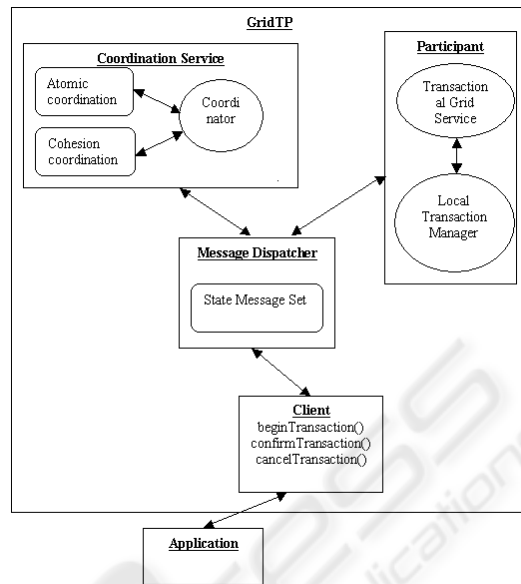 GridTP
Coordination Service
Atomic
coordination
Cohesion
coordination
Coordi
nator
Participant
Transaction
al Grid
Service
Local
Transaction
Manager
Message Dispatcher
State Message Set
Client
beginTransaction()
confirmTransaction()
cancelTransaction()
Application